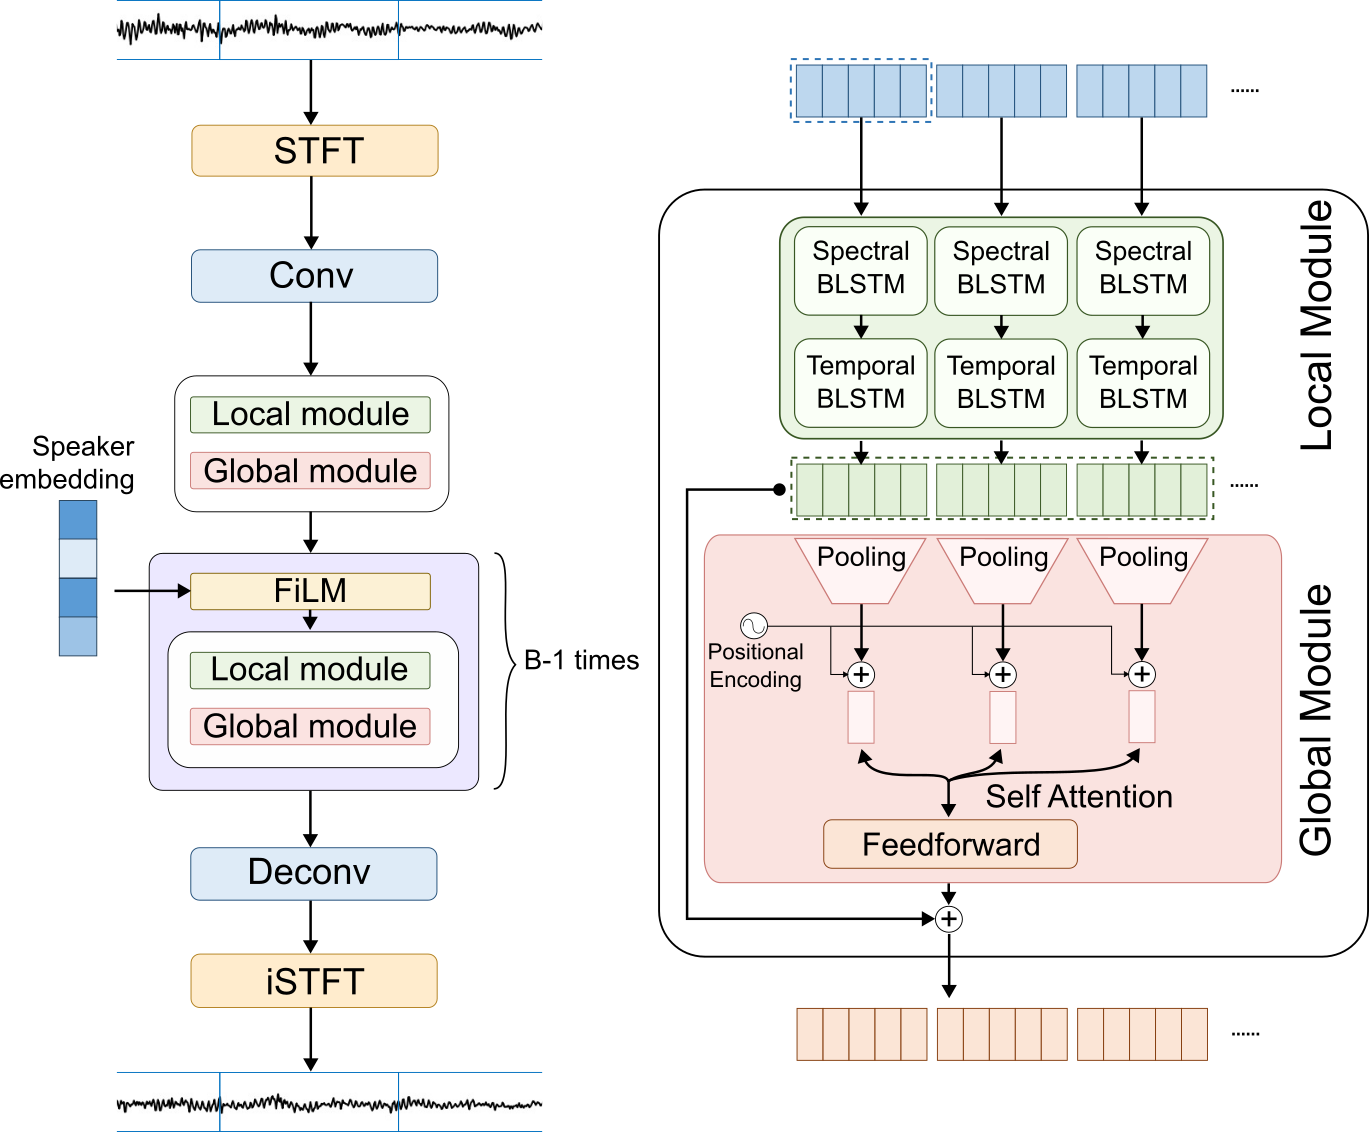 STFT
Conv
Local module
Global module
Speaker
embedding
FiLM
Local module
Global module
B-1 times
Deconv
iSTFT
......
Spectral
BLSTM
Spectral
BLSTM
Spectral
BLSTM
Temporal
BLSTM
Temporal
BLSTM
Temporal
BLSTM
Local Module
......
Pooling
Pooling
Pooling
Positional
Encoding
+
+
+
Self Attention
Feedforward
Global Module
+
......